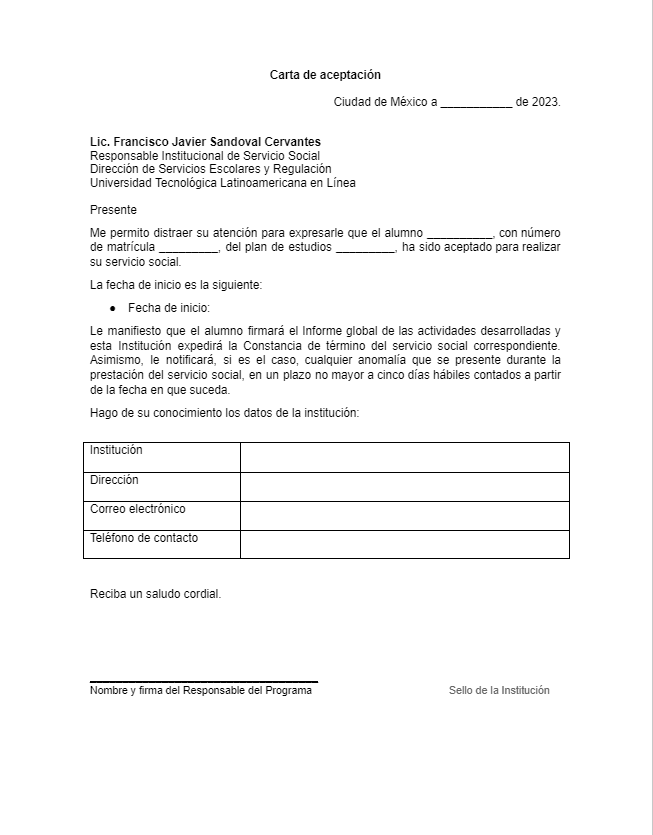 Carta de aceptación
Ciudad de México a ___________ de 2023.
Lic. Francisco Javier Sandoval Cervantes
Responsable Institucional de Servicio Social
Dirección de Servicios Escolares y Regulación
Universidad Tecnológica Latinoamericana en Línea
Presente
Me permito distraer su atención para expresarle que el alumno __________, con número
de matrícula _________, del plan de estudios _________, ha sido aceptado para realizar
su servicio social.
La fecha de inicio es la siguiente:
● Fecha de inicio:
Le manifiesto que el alumno firmará el Informe global de las actividades desarrolladas y
esta Institución expedirá la Constancia de término del servicio social correspondiente.
Asimismo, le notificará, si es el caso, cualquier anomalía que se presente durante la
prestación del servicio social, en un plazo no mayor a cinco días hábiles contados a partir
de la fecha en que suceda.
Hago de su conocimiento los datos de la institución:
Institución
Dirección
Correo electrónico
Teléfono de contacto
Reciba un saludo cordial.
___________________________________
Nombre y firma del Responsable del Programa Sello de la Institución